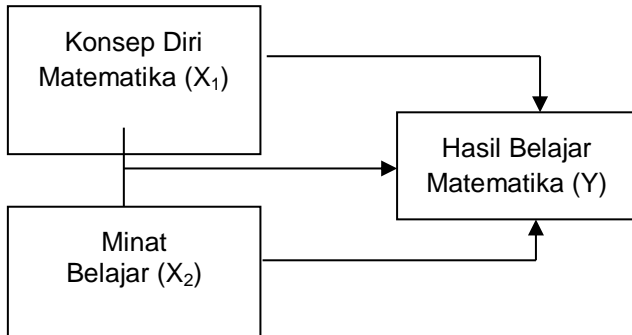 Konsep Diri
Matematika (X₁)
Hasil Belajar
Matematika (Y)
Minat
Belajar (X₂)